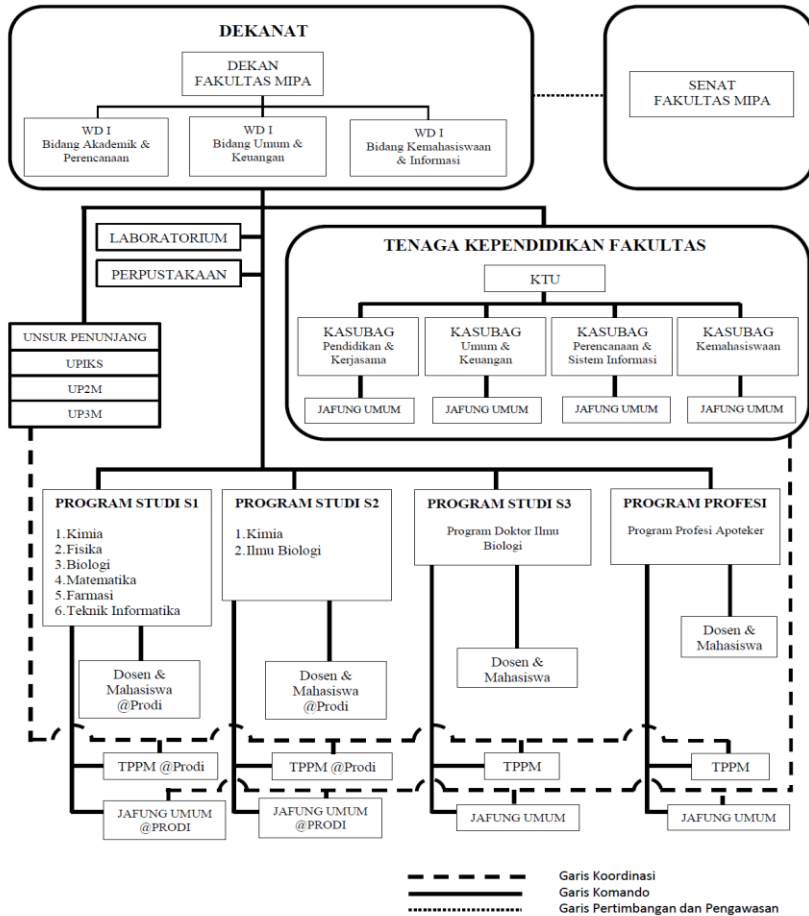 DEKANAT
DEKAN
FAKULTAS MIPA
WD I
Bidang Akademik &
Perencanaan
WD I
Bidang Umum &
Keuangan
WD I
Bidang Kemahasiswaan
& Informasi
SENAT
FAKULTAS MIPA
LABORATORIUM
PERPUSTAKAAN
UNSUR PENUNJANG
UPIKS
UP2M
UP3M
TENAGA KEPENDIDIKAN FAKULTAS
KTU
KASUBAG
Pendidikan &
Kerjasama
KASUBAG
Umum &
Keuangan
KASUBAG
Perencanaan &
Sistem Informasi
KASUBAG
Kemahasiswaan
JAFUNG UMUM
JAFUNG UMUM
JAFUNG UMUM
JAFUNG UMUM
PROGRAM STUDI S1
1.Kimia
2.Fisika
3.Biologi
4.Matematika
5.Farmasi
6.Teknik Informatika
PROGRAM STUDI S2
1.Kimia
2.Ilmu Biologi
PROGRAM STUDI S3
Program Doktor Ilmu
Biologi
PROGRAM PROFESI
Program Profesi Apoteker
Dosen &
Mahasiswa
@Prodi
Dosen &
Mahasiswa
@Prodi
Dosen &
Mahasiswa
Dosen &
Mahasiswa
TPPM @Prodi
TPPM @Prodi
TPPM
TPPM
JAFUNG UMUM
@PRODI
JAFUNG UMUM
@PRODI
JAFUNG UMUM
JAFUNG UMUM
Garis Koordinasi
Garis Komando
Garis Pertimbangan dan Pengawasan